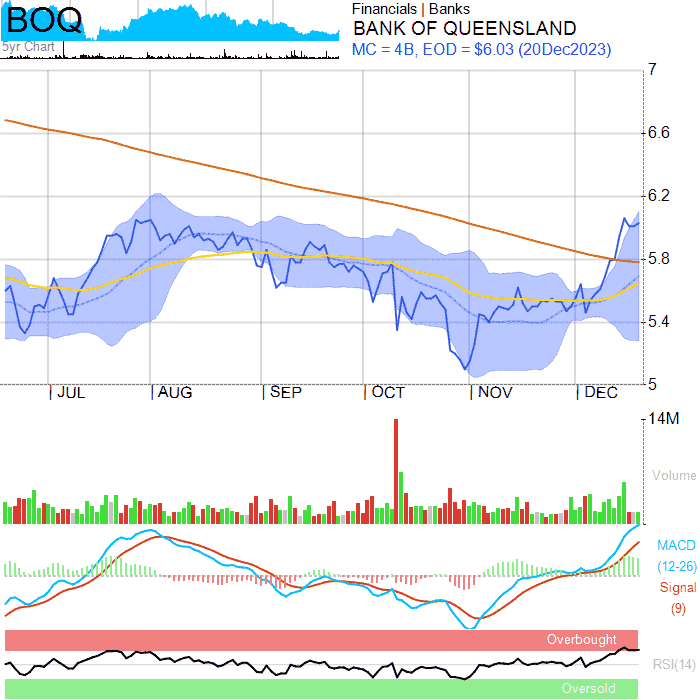 BOQ
5yr Chart
Financials | Banks
BANK OF QUEENSLAND
MC = 4B, EOD = $6.03 (20Dec2023)
7
6.6
6.2
5.8
5.4
5
JUL
AUG
SEP
OCT
NOV
DEC
14M
Volume
MACD
(12-26)
Signal
(9)
Overbought
RSI(14)
Oversold